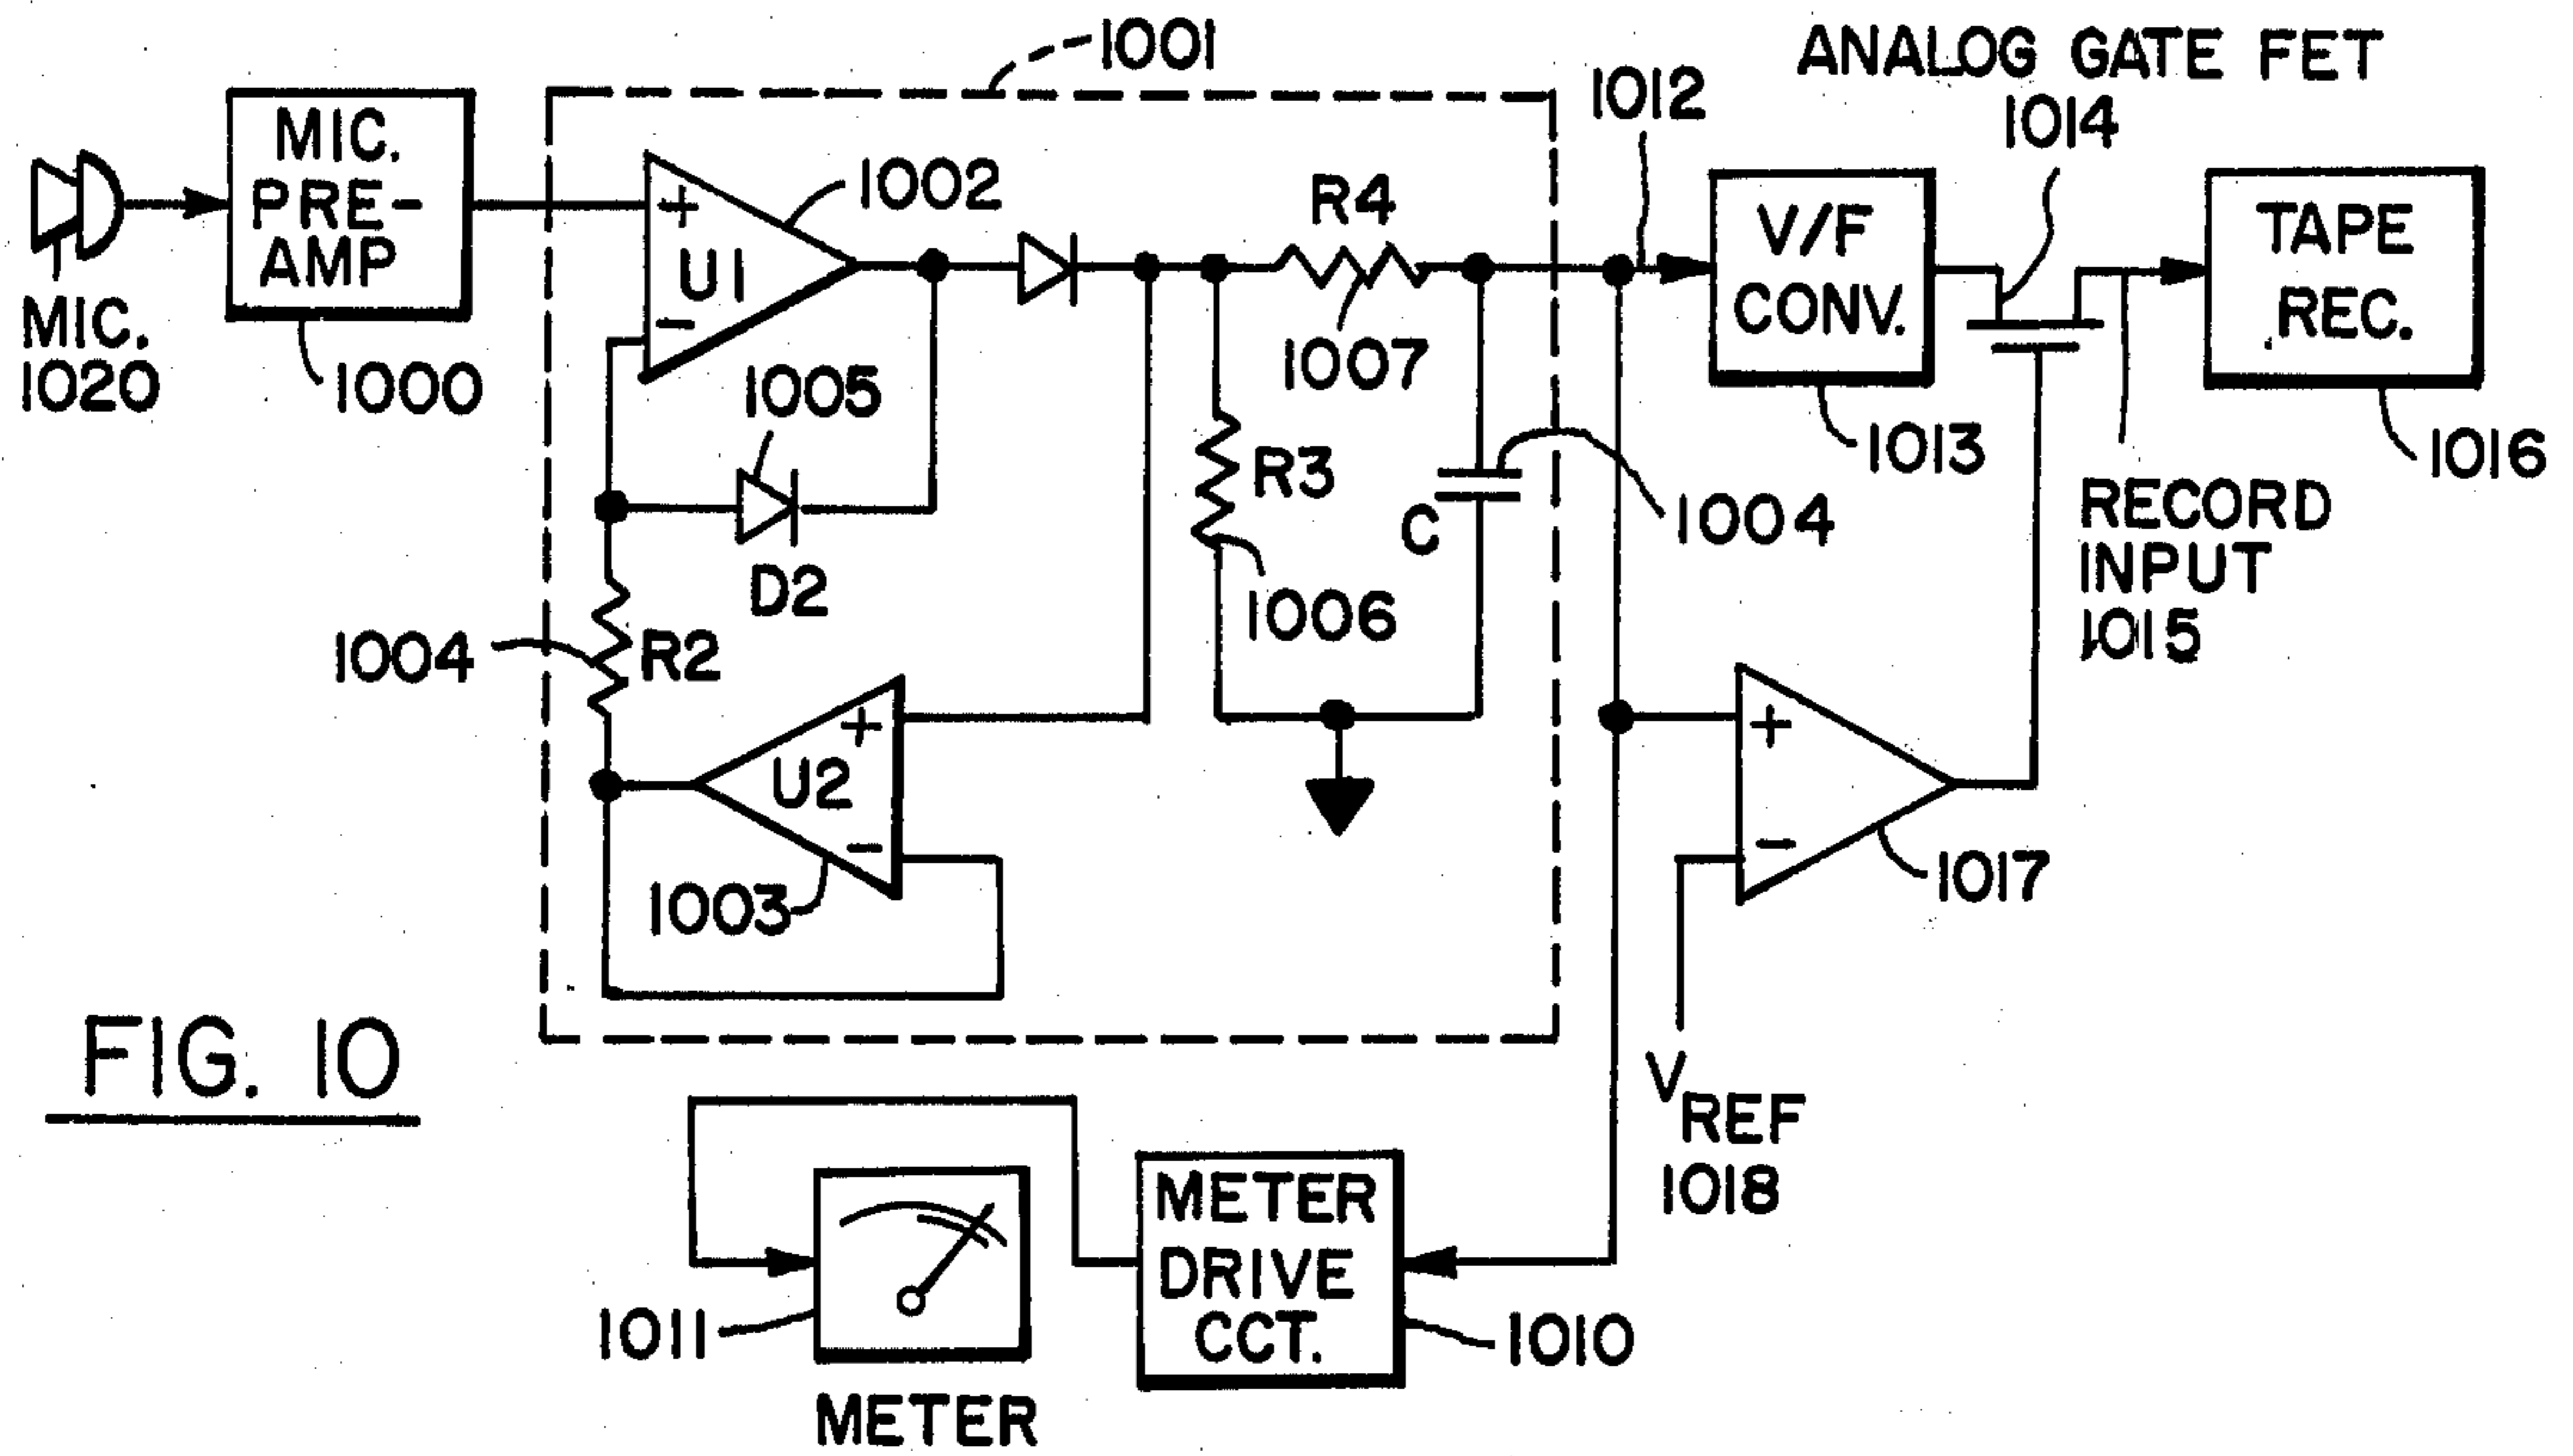 1001
ANALOG GATE FET
1014
1012
MIC.
PRE-
AMP
1002
R4
V/F
CONV.
TAPE
REC.
+
U1
-
MIC.
1020
1000
1005
1007
1013
1016
R3
C
1004
RECORD
INPUT
1015
D2
1006
1004
R2
+
U2
-
1003
+
-
1017
FIG. 10
VREF
1018
METER
DRIVE
CCT.
1011
1010
METER